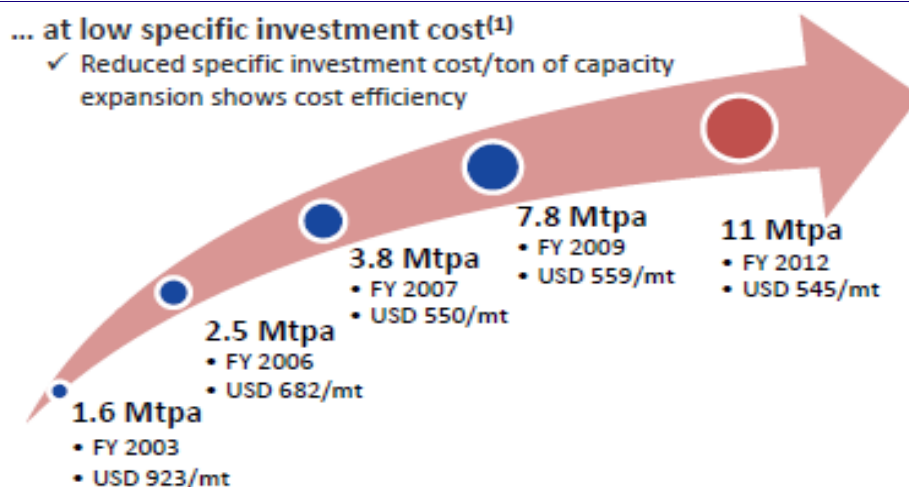 ... at low specific investment cost(1)
✓ Reduced specific investment cost/ton of capacity
expansion shows cost efficiency
1.6 Mtpa
• FY 2003
• USD 923/mt
2.5 Mtpa
• FY 2006
• USD 682/mt
3.8 Mtpa
• FY 2007
• USD 550/mt
7.8 Mtpa
• FY 2009
• USD 559/mt
11 Mtpa
• FY 2012
• USD 545/mt